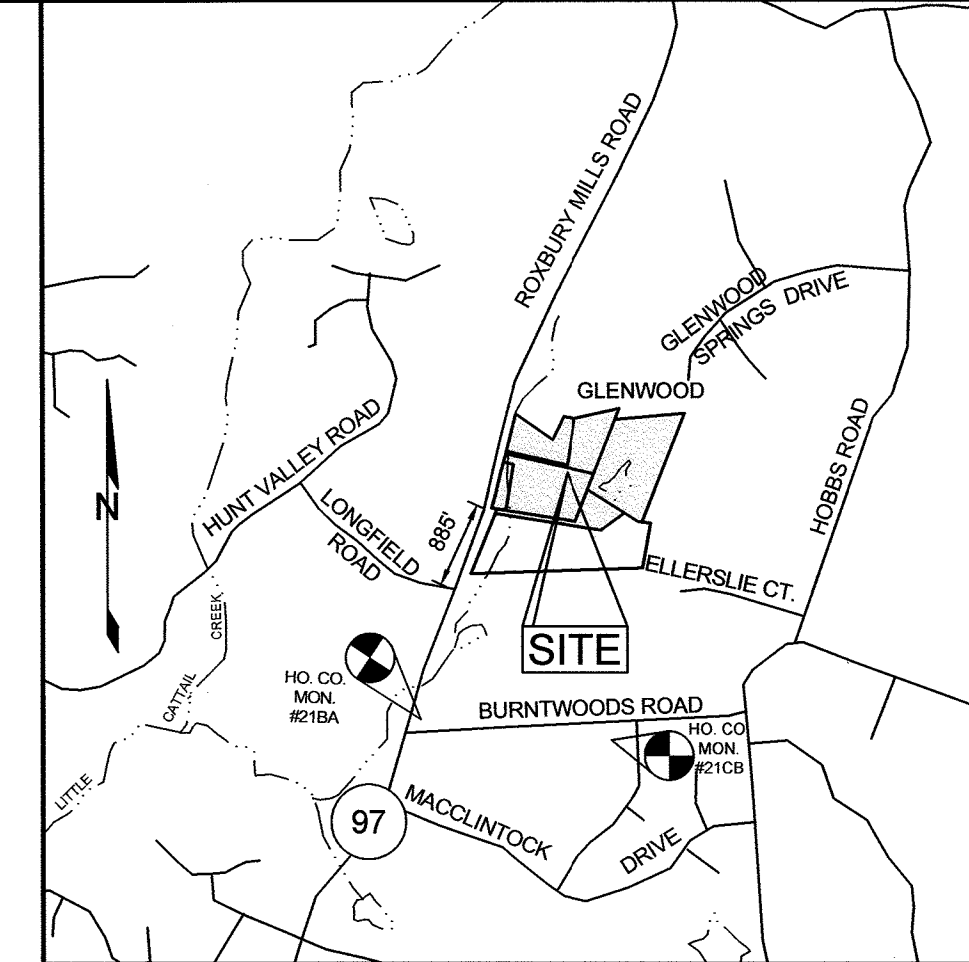 ROXBURY MILLS ROAD
GLENWOOD
SPRINGS DRIVE
GLENWOOD
HUNT VALLEY ROAD
HOBBS ROAD
N
LONGFIELD
ROAD
885'
ELLERSLIE CT.
CREEK
CATTAIL
LITTLE
SITE
HO. CO.
MON.
#21BA
BURNTWOODS ROAD
HO. CO
MON.
#21CB
97
MACCLINTOCK
DRIVE